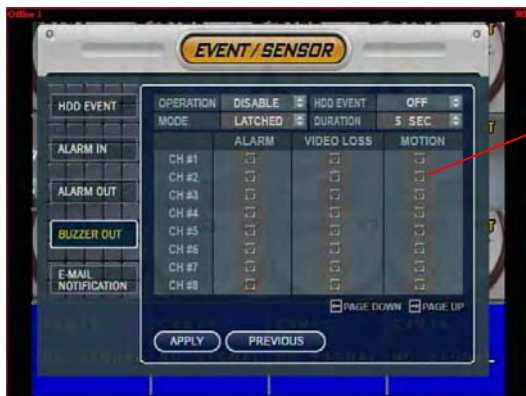 Office 1
EVENT/SENSOR
HDD EVENT
ALARM IN
ALARM OUT
BUZZER OUT
E-MAIL
NOTIFICATION
OPERATION DISABLE HDD EVENT OFF
MODE LATCHED DURATION 5 SEC
ALARM VIDEO LOSS MOTION
CH #1
CH #2
CH #3
CH #4
CH #5
CH #6
CH #7
CH #8
PAGE DOWN PAGE UP
APPLY PREVIOUS